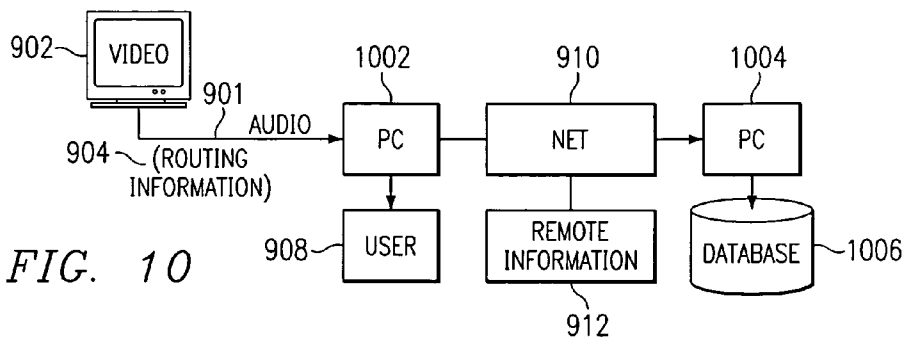 902
VIDEO
901
AUDIO
904
(ROUTING
INFORMATION)
1002
PC
910
NET
1004
PC
908
USER
REMOTE
INFORMATION
912
DATABASE
1006
FIG. 10